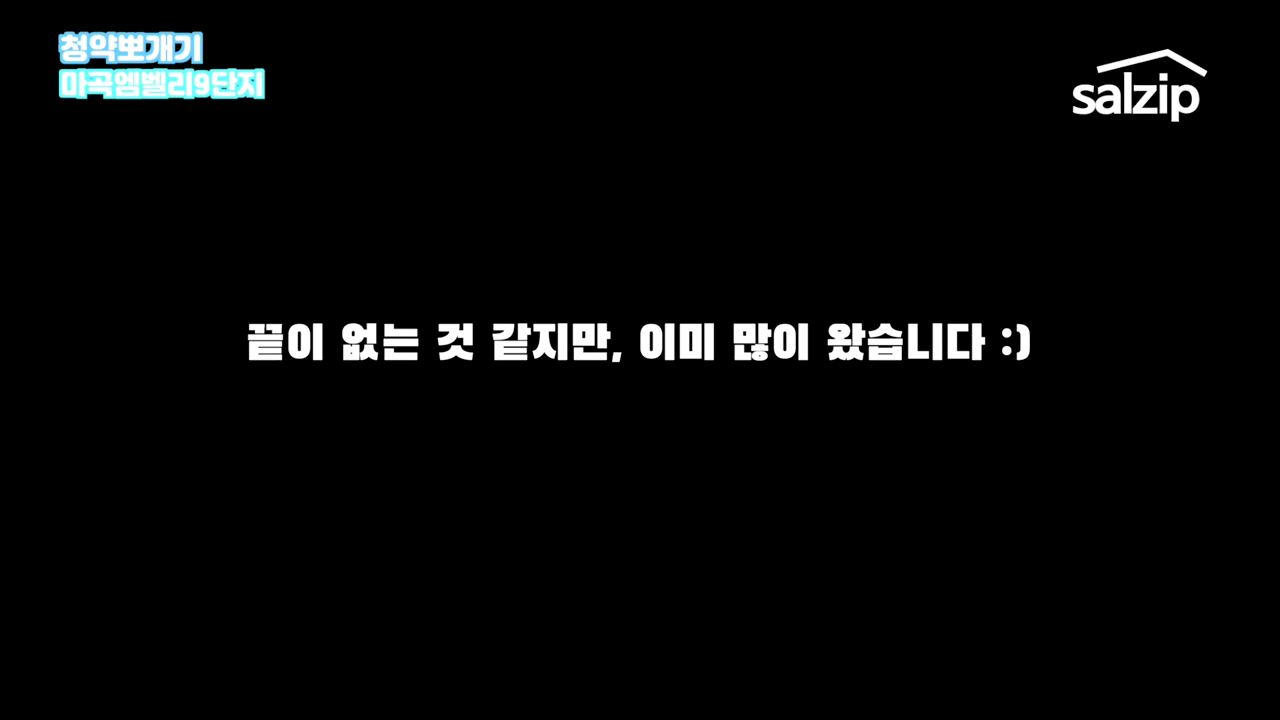 청약뽀개기
마곡엠벨리9단지
salzip
끝이 없는 것 같지만, 이미 많이 왔습니다 :)